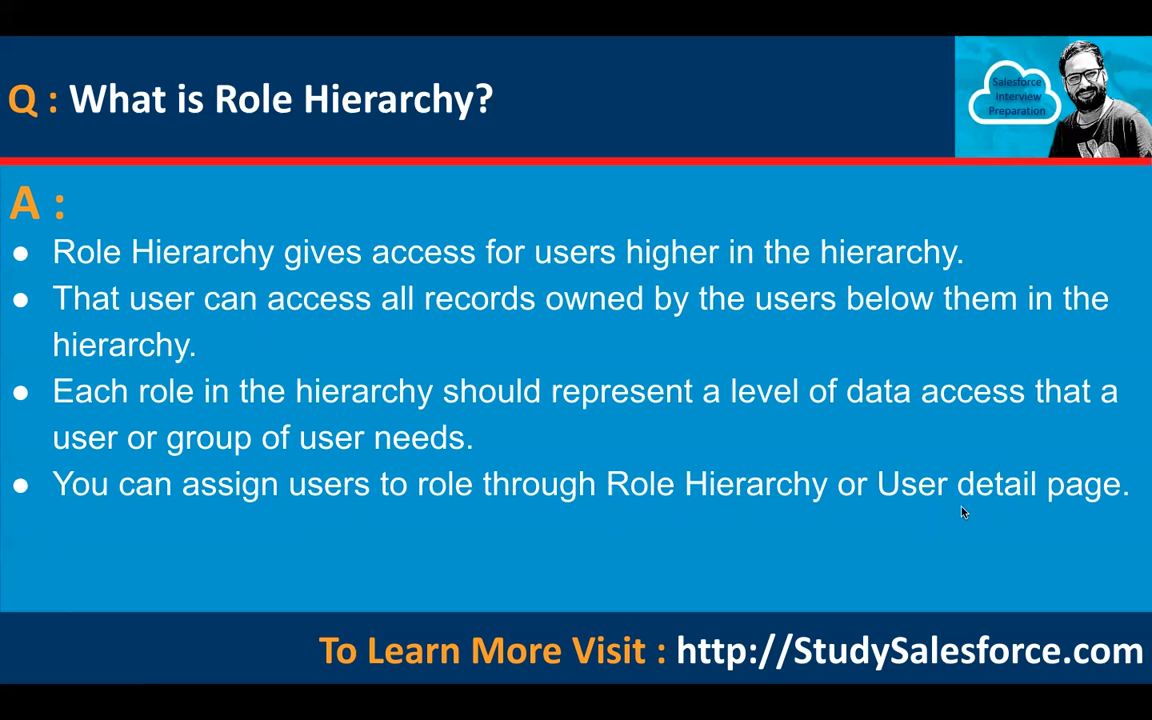 Q : What is Role Hierarchy?
Salesforce
Interview
Preparation
A :
● Role Hierarchy gives access for users higher in the hierarchy.
● That user can access all records owned by the users below them in the
hierarchy.
● Each role in the hierarchy should represent a level of data access that a
user or group of user needs.
● You can assign users to role through Role Hierarchy or User detail page.
To Learn More Visit : http://StudySalesforce.com